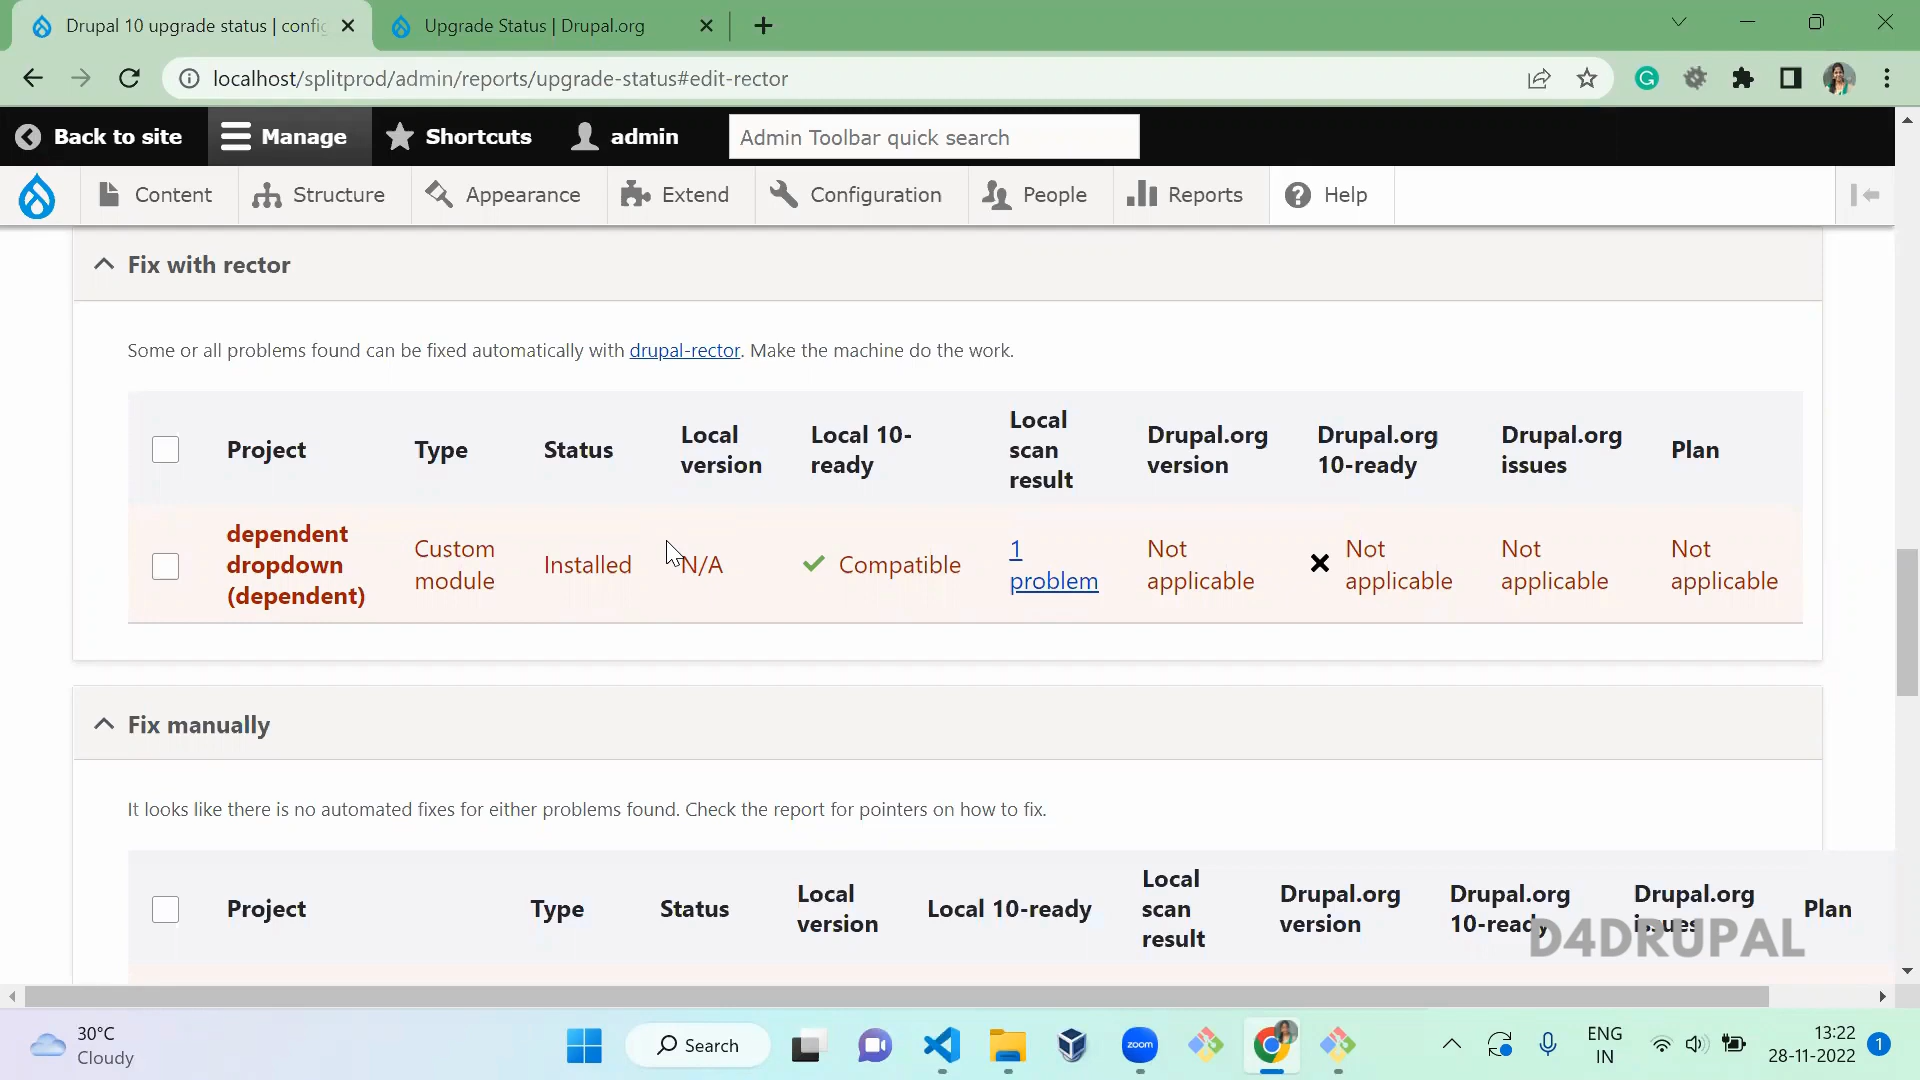 Drupal 10 upgrade status | config
Upgrade Status | Drupal.org
localhost/splitprod/admin/reports/upgrade-status#edit-rector
Back to site
Manage
Shortcuts
admin
Admin Toolbar quick search
Content
Structure
Appearance
Extend
Configuration
People
Reports
Help
Fix with rector
Some or all problems found can be fixed automatically with drupal-rector. Make the machine do the work.
Project
Type
Status
Local
version
Local 10-
ready
Local
scan
result
Drupal.org
version
Drupal.org
10-ready
Drupal.org
issues
Plan
dependent
dropdown
(dependent)
Custom
module
Installed
N/A
Compatible
1
problem
Not
applicable
Not
applicable
Not
applicable
Not
applicable
Fix manually
It looks like there is no automated fixes for either problems found. Check the report for pointers on how to fix.
Project
Type
Status
Local
version
Local 10-ready
Local
scan
result
Drupal.org
version
Drupal.org
10-ready
Drupal.org
issues
Plan
D4DRUPAL
30°C
Cloudy
Search
zoom
ENG
IN
13:22
28-11-2022
1